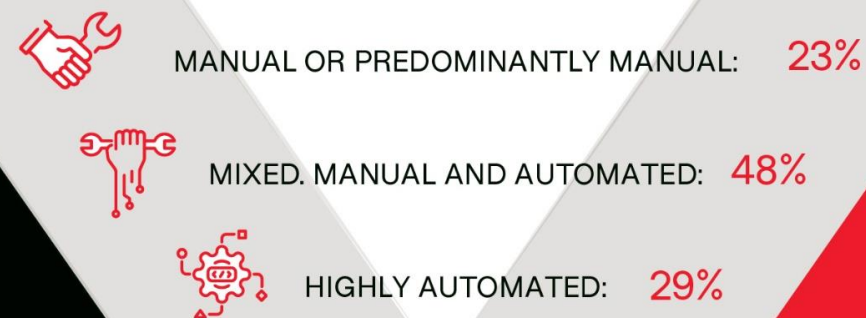 MANUAL OR PREDOMINANTLY MANUAL: 23%
MIXED. MANUAL AND AUTOMATED: 48%
HIGHLY AUTOMATED: 29%